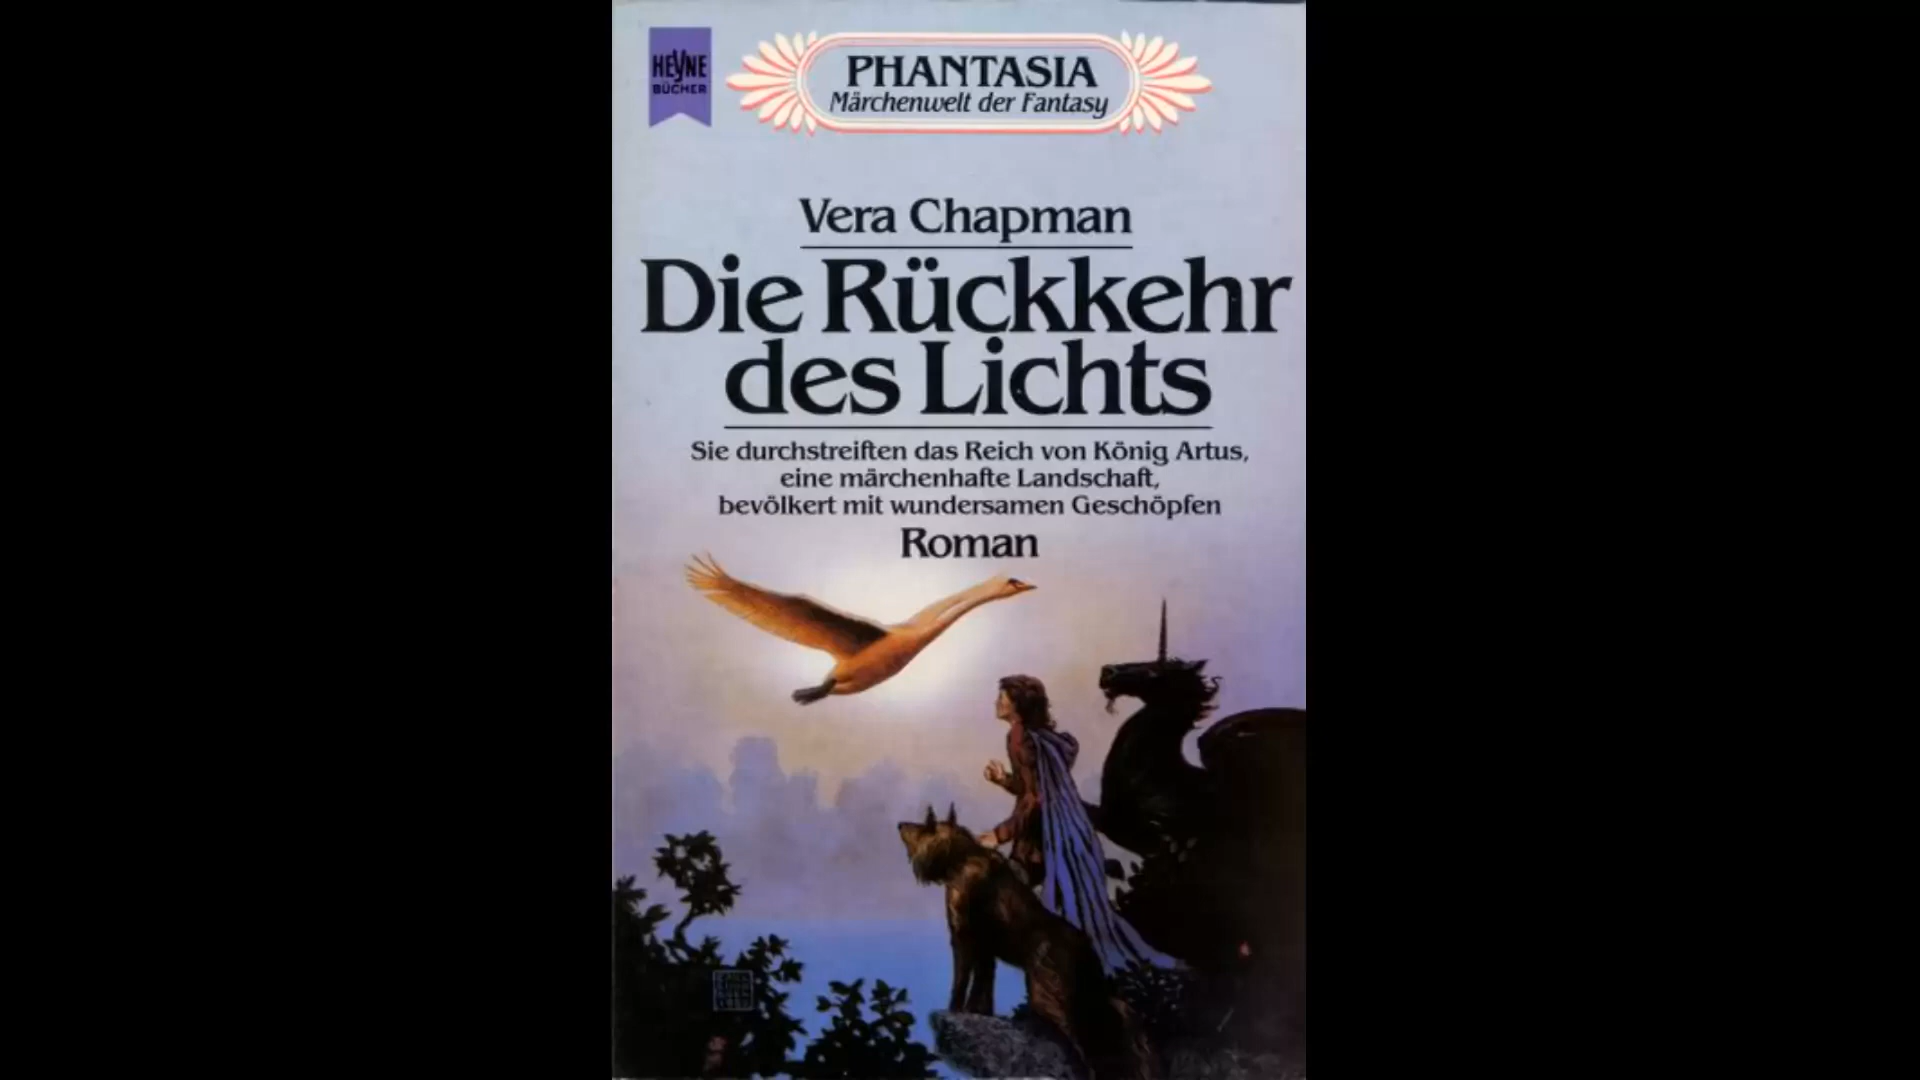 HEYNE
BÜCHER
PHANTASIA
Märchenwelt der Fantasy
Vera Chapman
Die Rückkehr
des Lichts
Sie durchstreiften das Reich von König Artus,
eine märchenhafte Landschaft,
bevölkert mit wundersamen Geschöpfen
Roman